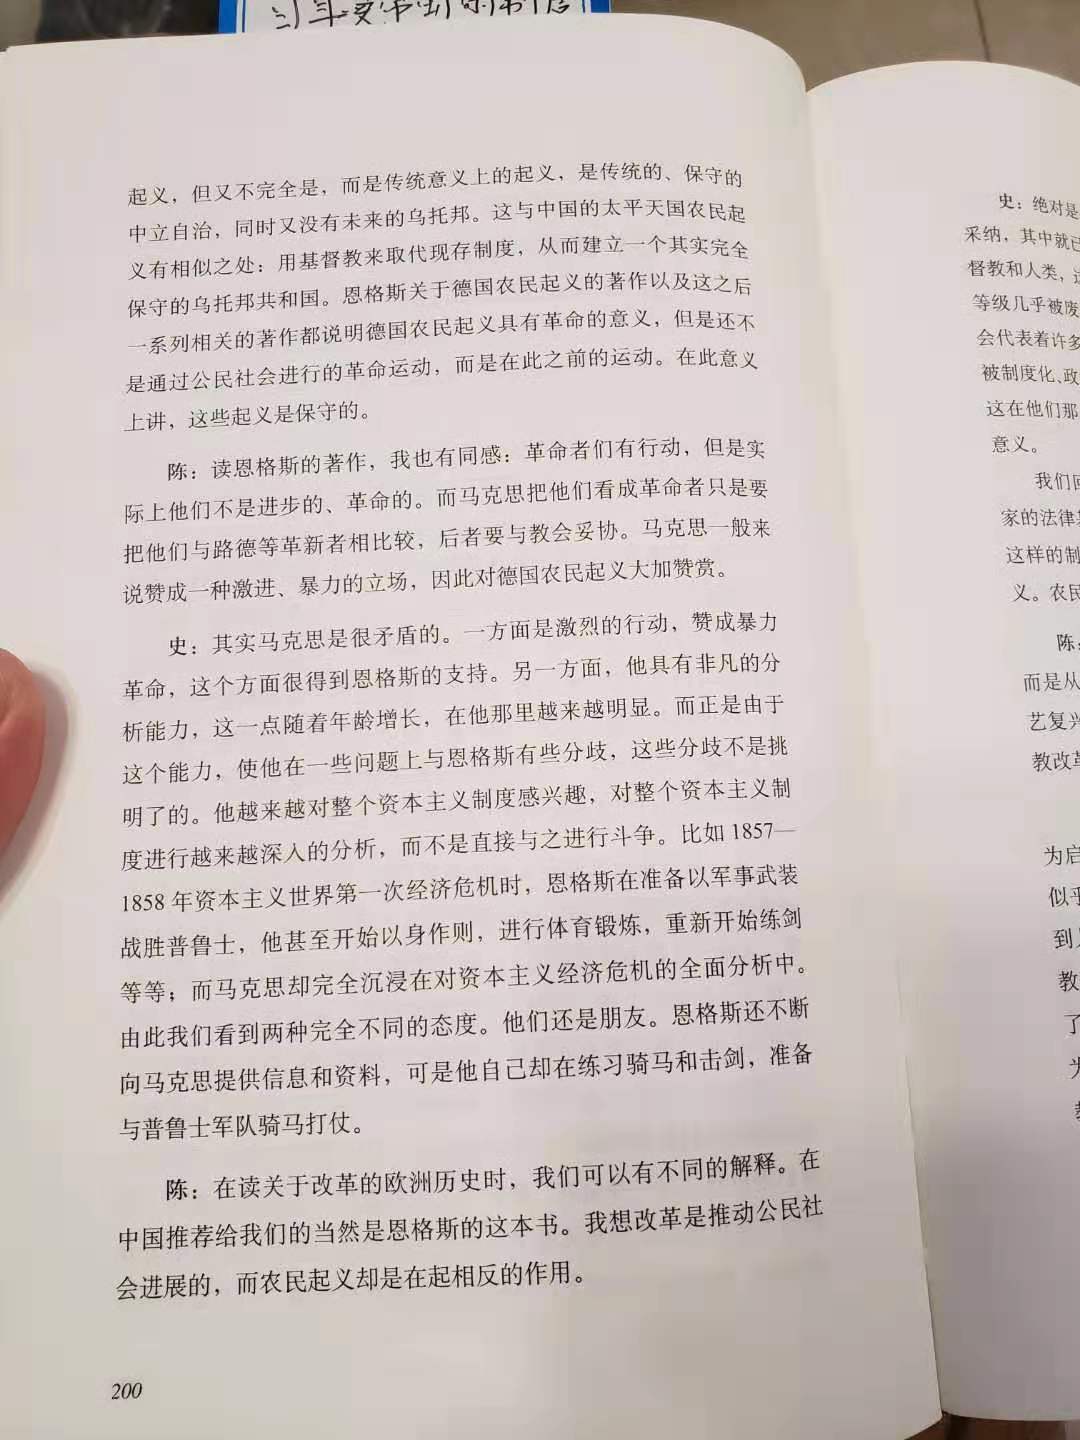 起义，但又不完全是，而是传统意义上的起义，是传统的、保守的
中立自治，同时又没有未来的乌托邦。这与中国的太平天国农民起
义有相似之处：用基督教来取代现存制度，从而建立一个其实完全
保守的乌托邦共和国。恩格斯关于德国农民起义的著作以及这之后
一系列相关的著作都说明德国农民起义具有革命的意义，但是还不
是通过公民社会进行的革命运动，而是在此之前的运动。在此意义
上讲，这些起义是保守的。
陈：读恩格斯的著作，我也有同感：革命者们有行动，但是实
际上他们不是进步的、革命的。而马克思把他们看成革命者只是要
把他们与路德等革新者相比较，后者要与教会妥协。马克思一般来
说赞成一种激进、暴力的立场，因此对德国农民起义大加赞赏。
史：其实马克思是很矛盾的。一方面是激烈的行动，赞成暴力
革命，这个方面很得到恩格斯的支持。另一方面，他具有非凡的分
析能力，这一点随着年龄增长，在他那里越来越明显。而正是由于
这个能力，使他在一些问题上与恩格斯有些分歧，这些分歧不是挑
明了的。他越来越对整个资本主义制度感兴趣，对整个资本主义制
度进行越来越深入的分析，而不是直接与之进行斗争。比如 1857—
1858 年资本主义世界第一次经济危机时，恩格斯在准备以军事武装
战胜普鲁士，他甚至开始以身作则，进行体育锻炼，重新开始练剑
等等；而马克思却完全沉浸在对资本主义经济危机的全面分析中。
由此我们看到两种完全不同的态度。他们还是朋友。恩格斯还不断
向马克思提供信息和资料，可是他自己却在练习骑马和击剑，准备
与普鲁士军队骑马打仗。
陈：在读关于改革的欧洲历史时，我们可以有不同的解释。在
中国推荐给我们的当然是恩格斯的这本书。我想改革是推动公民社
会进展的，而农民起义却是在起相反的作用。
200
史：绝对是
采纳，其中就已
督教和人类，
等级几乎被废
会代表着许多
被制度化、政
这在他们那
意义。
我们回
家的法律
这样的制
义。农民
陈：
而是从
艺复兴
教改革
为启
似乎
到
教
了